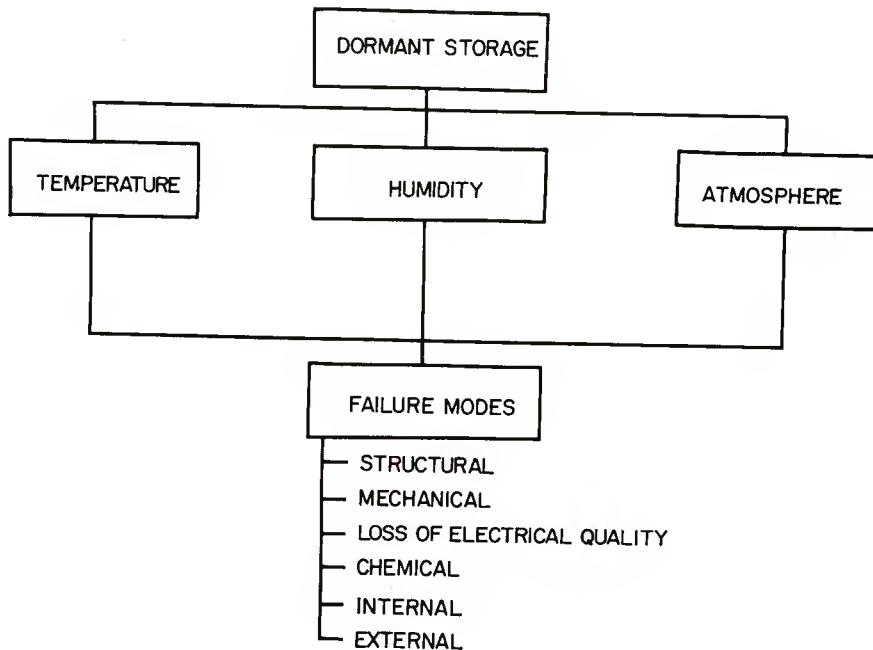 DORMANT STORAGE
TEMPERATURE
HUMIDITY
ATMOSPHERE
FAILURE MODES
STRUCTURAL
MECHANICAL
LOSS OF ELECTRICAL QUALITY
CHEMICAL
INTERNAL
EXTERNAL